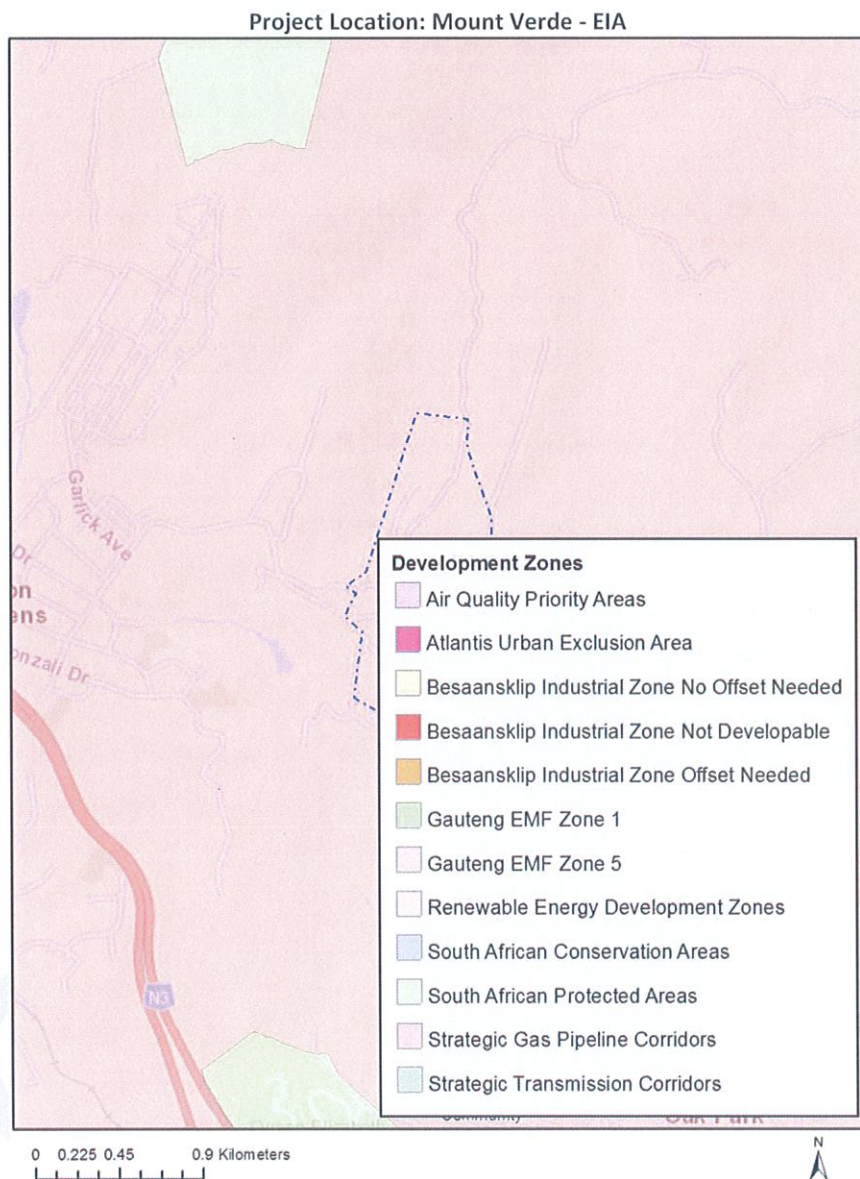 Project Location: Mount Verde - EIA
Garlick Ave
Dr
on
ens
onzali Dr
N3
Development Zones
Air Quality Priority Areas
Atlantis Urban Exclusion Area
Besaansklip Industrial Zone No Offset Needed
Besaansklip Industrial Zone Not Developable
Besaansklip Industrial Zone Offset Needed
Gauteng EMF Zone 1
Gauteng EMF Zone 5
Renewable Energy Development Zones
South African Conservation Areas
South African Protected Areas
Strategic Gas Pipeline Corridors
Strategic Transmission Corridors
Community
Oak Park
0 0.225 0.45 0.9 Kilometers
N